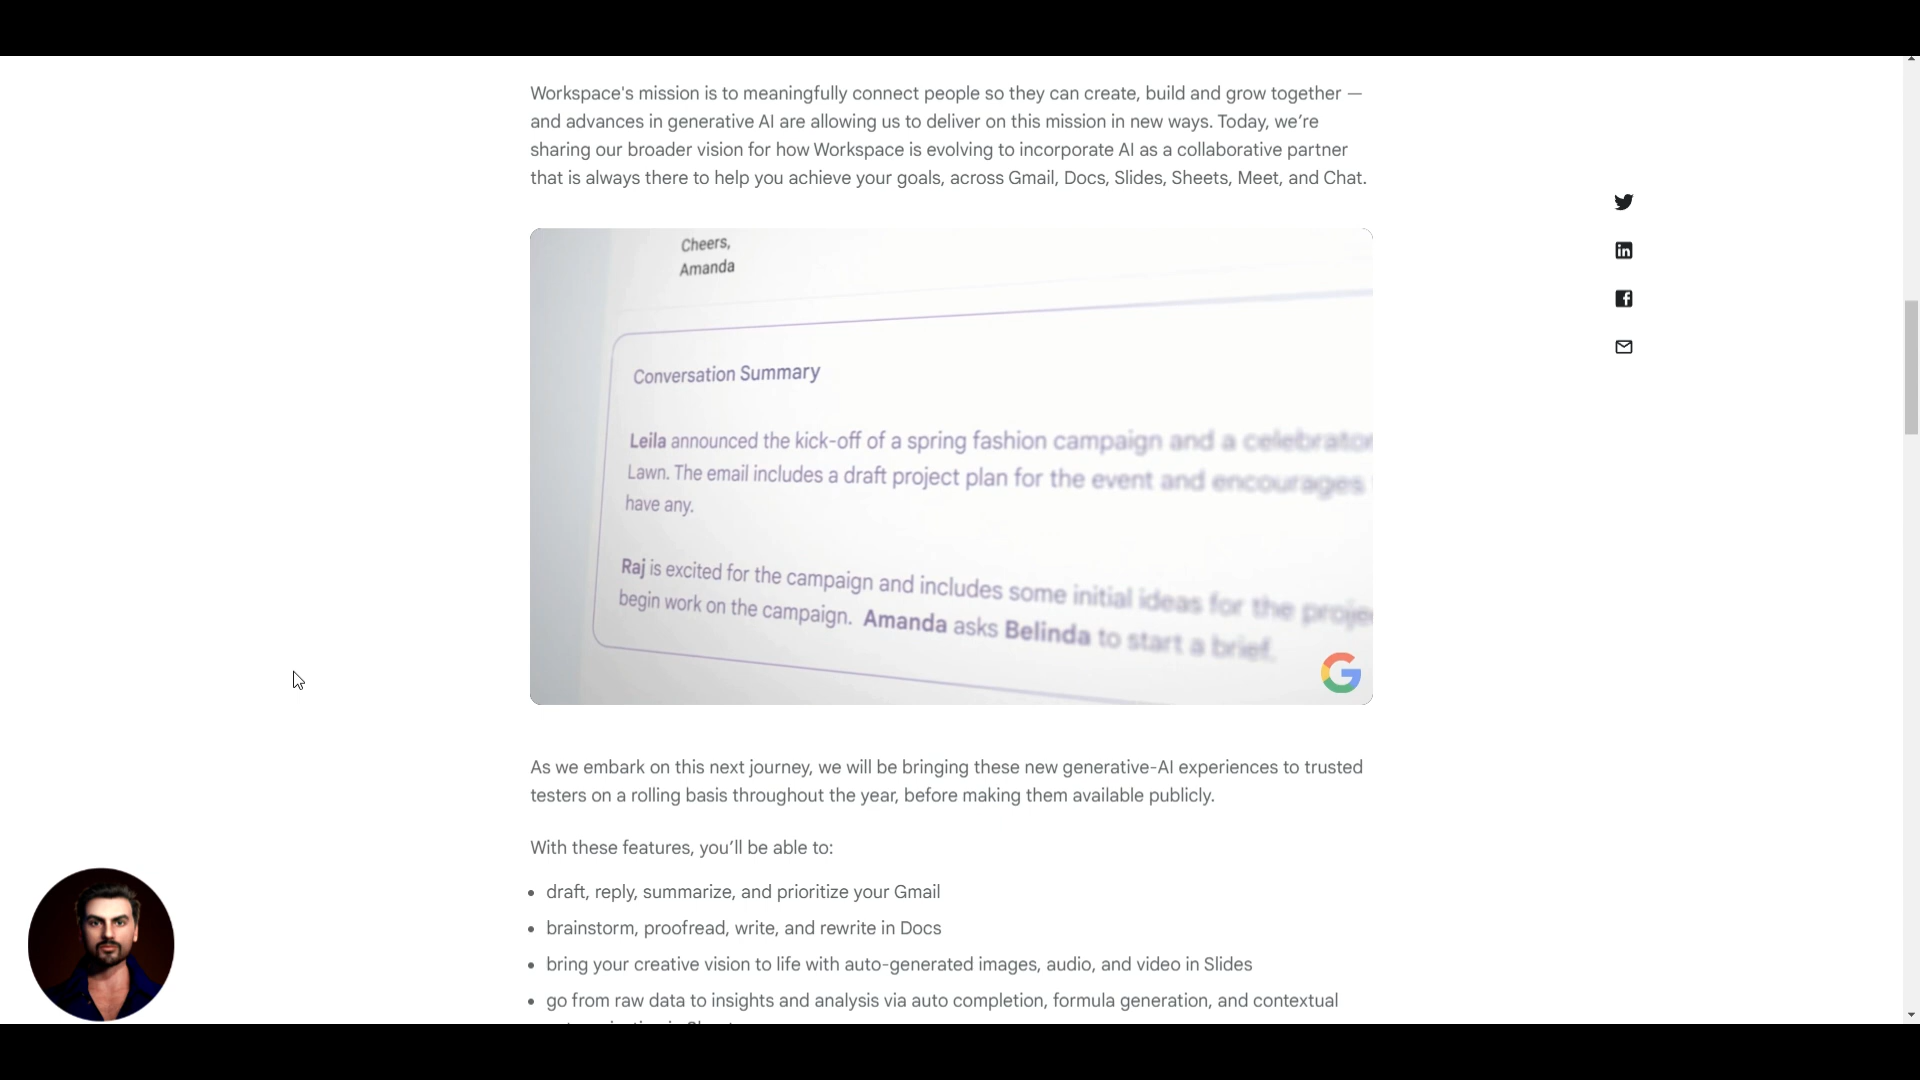 Workspace's mission is to meaningfully connect people so they can create, build and grow together —
and advances in generative AI are allowing us to deliver on this mission in new ways. Today, we’re
sharing our broader vision for how Workspace is evolving to incorporate AI as a collaborative partner
that is always there to help you achieve your goals, across Gmail, Docs, Slides, Sheets, Meet, and Chat.
Cheers,
Amanda
Conversation Summary
Leila announced the kick-off of a spring fashion campaign and a
Lawn. The email includes a draft project plan for the event and encourages
have any.
Raj is excited for the campaign and includes some initial ideas for the
begin work on the campaign. Amanda asks Belinda to start a brief.
As we embark on this next journey, we will be bringing these new generative-AI experiences to trusted
testers on a rolling basis throughout the year, before making them available publicly.
With these features, you’ll be able to:
• draft, reply, summarize, and prioritize your Gmail
• brainstorm, proofread, write, and rewrite in Docs
• bring your creative vision to life with auto-generated images, audio, and video in Slides
• go from raw data to insights and analysis via auto completion, formula generation, and contextual